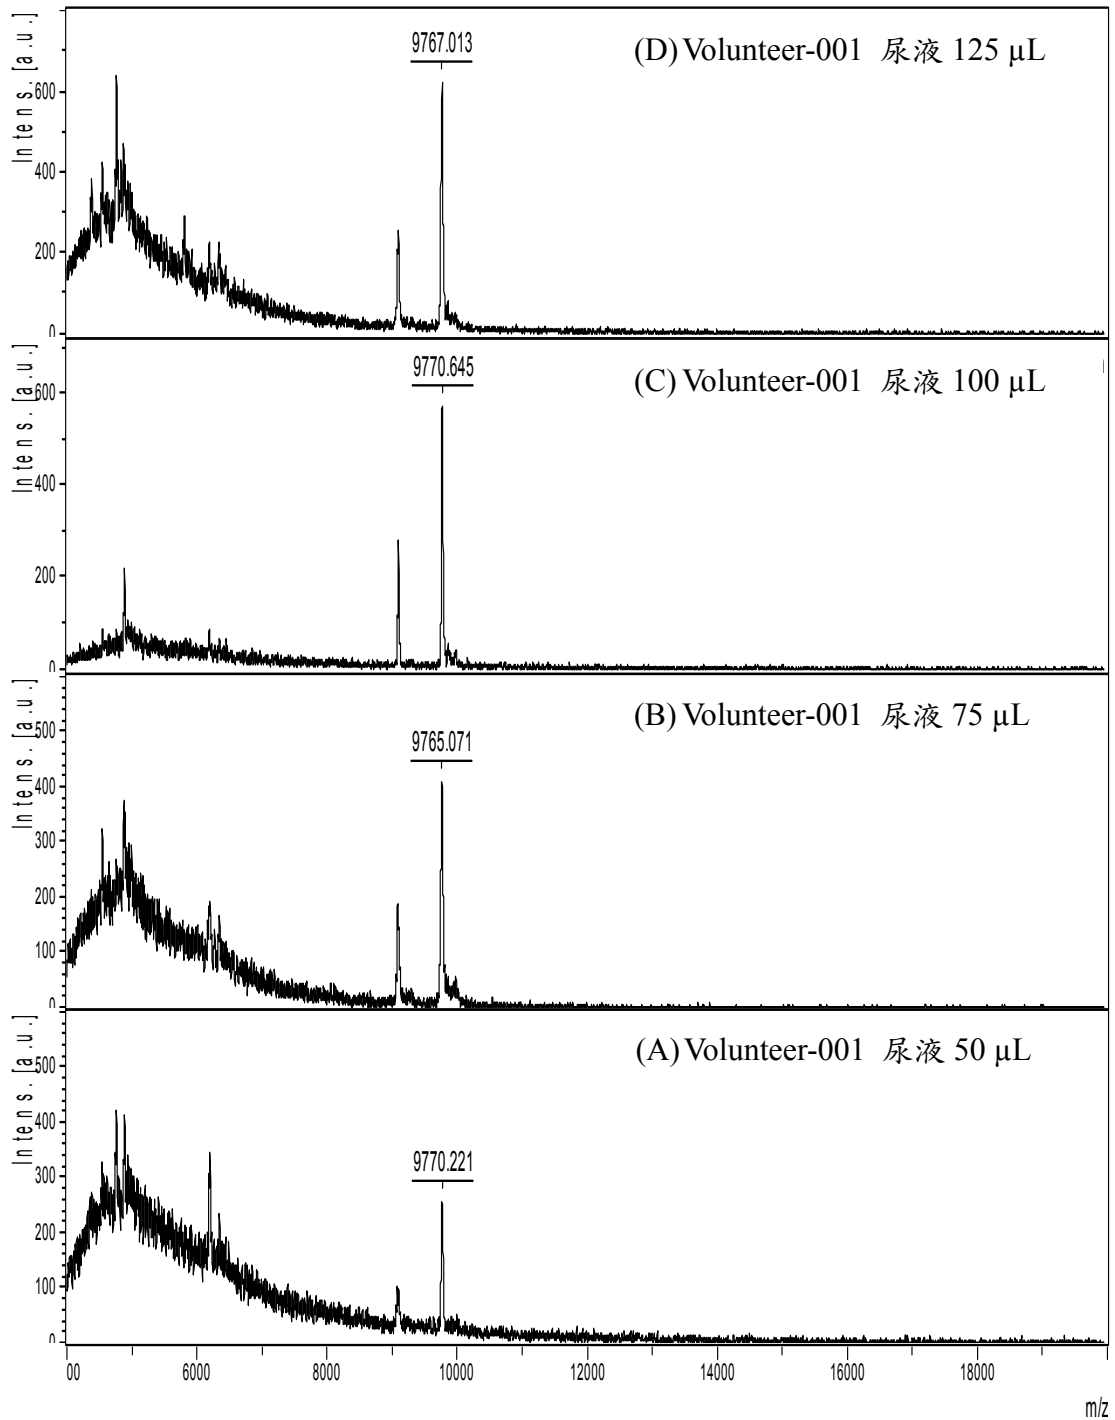 9767.013
(D) Volunteer-001 尿液 125 µL
Intens. [a.u.]
600
400
200
0
9770.645
(C) Volunteer-001 尿液 100 µL
Intens. [a.u.]
600
400
200
0
9765.071
(B) Volunteer-001 尿液 75 µL
Intens. [a.u.]
500
400
300
200
100
0
9770.221
(A) Volunteer-001 尿液 50 µL
Intens. [a.u.]
500
400
300
200
100
0
00 6000 8000 10000 12000 14000 16000 18000
m/z